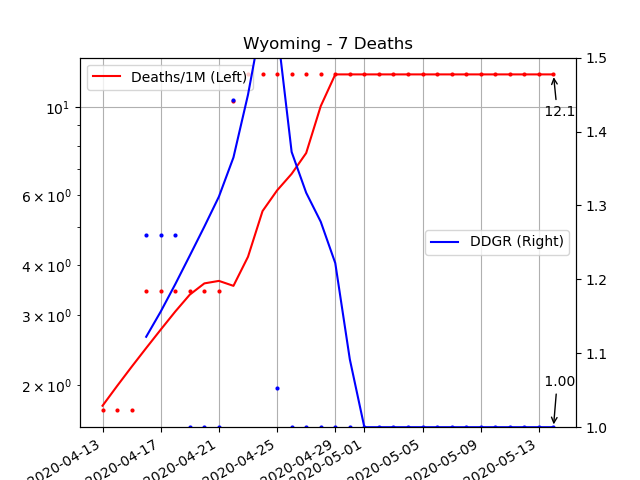 Wyoming - 7 Deaths
Deaths/1M (Left)
DDGR (Right)
10¹
6 × 10⁰
4 × 10⁰
3 × 10⁰
2 × 10⁰
1.5
1.4
1.3
1.2
1.1
1.0
12.1
1.00
2020-04-13
2020-04-17
2020-04-21
2020-04-25
2020-04-29
2020-05-01
2020-05-05
2020-05-09
2020-05-13